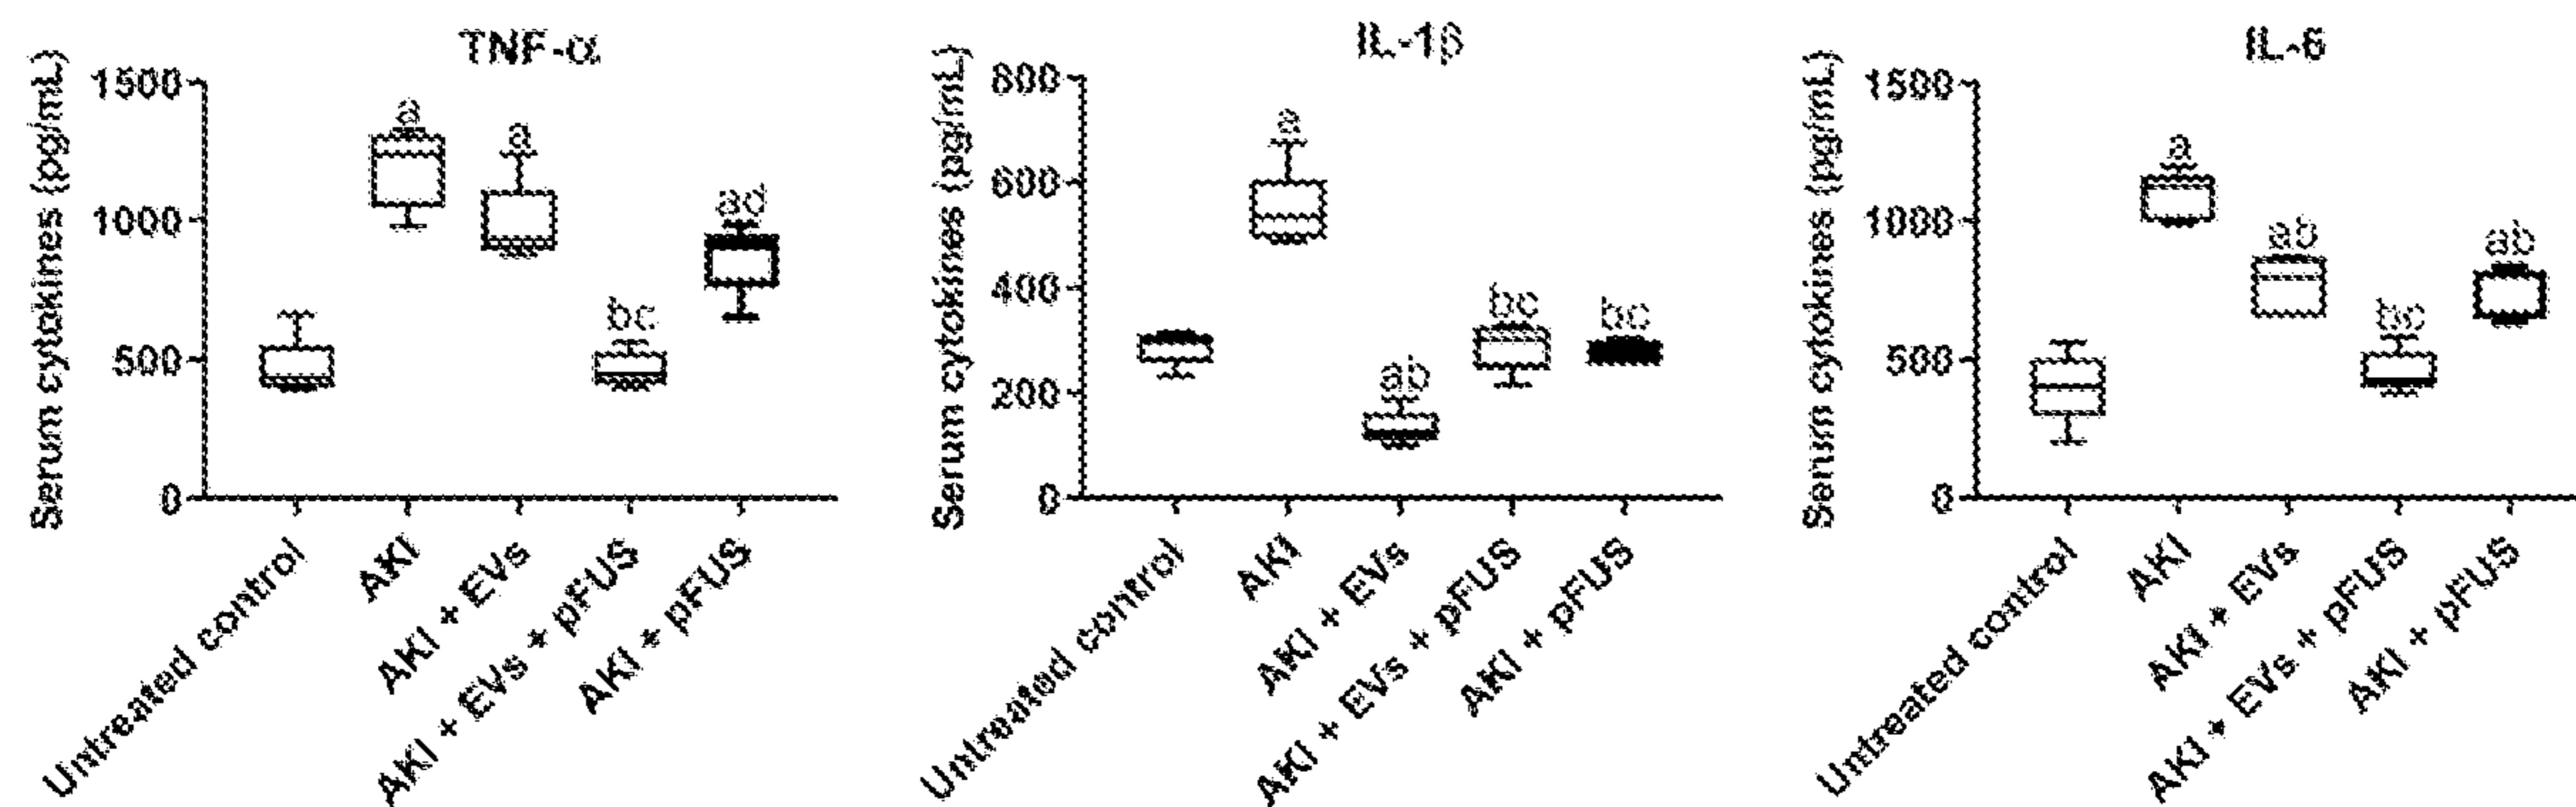 TNF-α
Serum cytokines (pg/mL)
1500
1000
500
0
a
a
bc
ad
Untreated control
AKI
AKI + EVs
AKI + EVs + pFUS
AKI + pFUS
IL-1β
Serum cytokines (pg/mL)
800
600
400
200
0
a
ab
bc
bc
Untreated control
AKI
AKI + EVs
AKI + EVs + pFUS
AKI + pFUS
IL-6
Serum cytokines (pg/mL)
1500
1000
500
0
a
ab
bc
ab
Untreated control
AKI
AKI + EVs
AKI + EVs + pFUS
AKI + pFUS